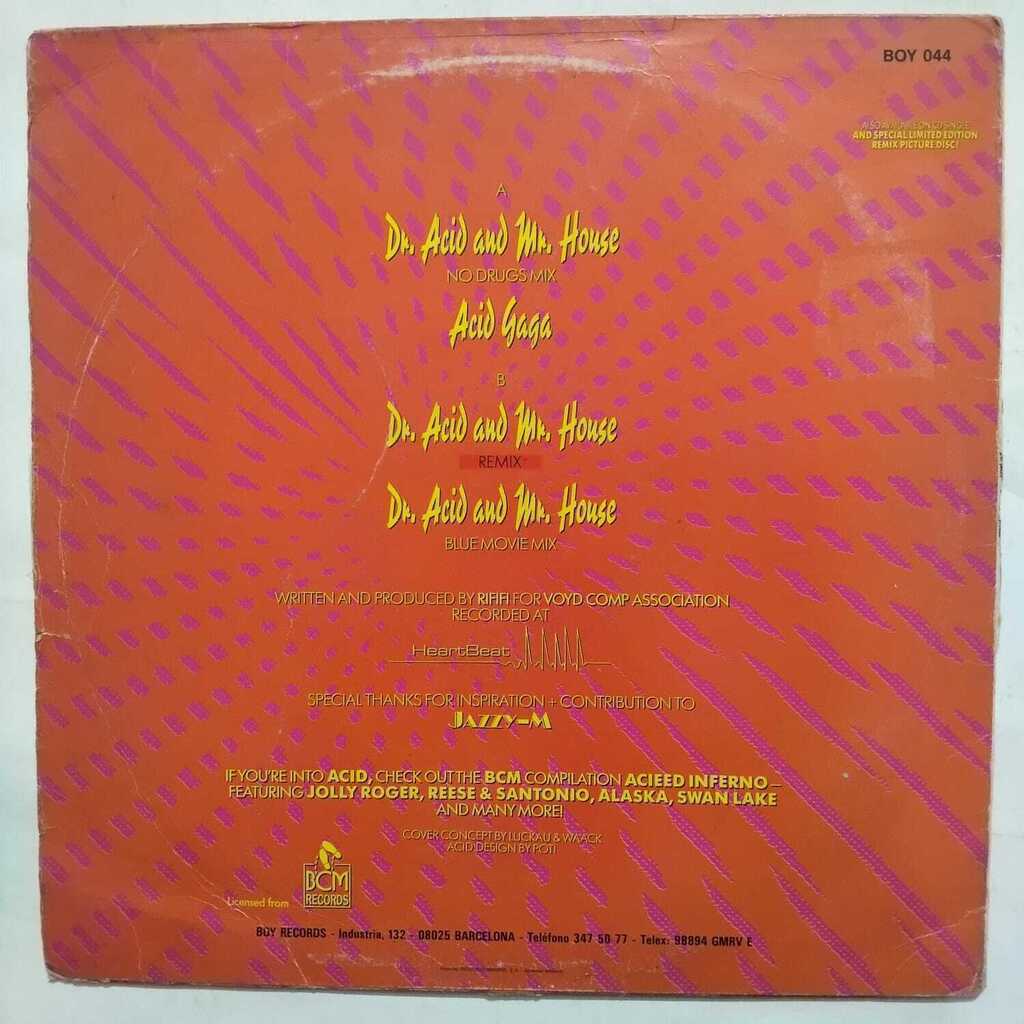 BOY 044
ALSO AVAILABLE ON CD SINGLE
AND SPECIAL LIMITED EDITION
REMIX PICTURE DISC!
A
Dr. Acid and Mr. House
NO DRUGS MIX
Acid Gaga
B
Dr. Acid and Mr. House
REMIX
Dr. Acid and Mr. House
BLUE MOVIE MIX
WRITTEN AND PRODUCED BY RIFIFI FOR VOYD COMP ASSOCIATION
RECORDED AT
HeartBeat
SPECIAL THANKS FOR INSPIRATION + CONTRIBUTION TO
JAZZY-M
IF YOU'RE INTO ACID, CHECK OUT THE BCM COMPILATION ACIEED INFERNO —
FEATURING JOLLY ROGER, REESE & SANTONIO, ALASKA, SWAN LAKE
AND MANY MORE!
COVER CONCEPT BY LUCKAU & WAACK
ACID DESIGN BY POTI
Licensed from
BCM
RECORDS
BOY RECORDS - Industria, 132 - 08025 BARCELONA - Teléfono 347 50 77 - Telex: 98894 GMRV E